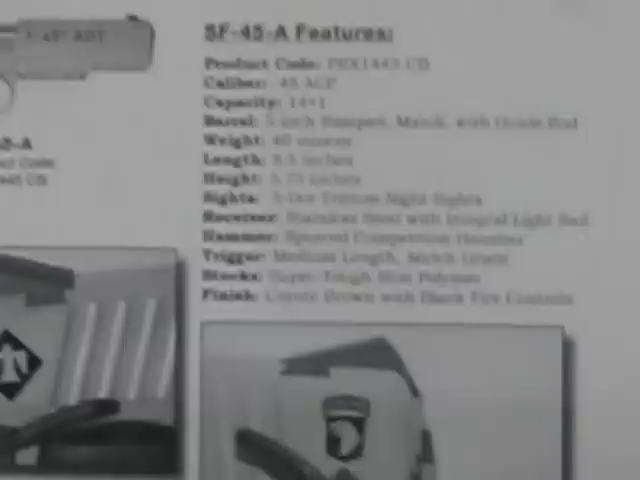 SF-45-A Features:
Product Code: PBX1445 CB
Caliber: .45 ACP
Capacity: 14+1
Barrel: 5 inch Ramped, Match, with Guide Rod
Weight: 40 ounces
Length: 8.5 inches
Height: 5.75 inches
Sights: 3-Dot Tritium Night Sights
Receiver: Stainless Steel with Integral Light Rail
Hammer: Spurred Competition Hammer
Trigger: Medium Length, Match Grade
Stocks: Super Tough Slim Polymer
Finish: Coyote Brown with Black Fire Controls